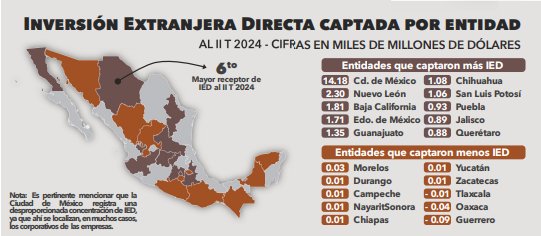 INVERSIÓN EXTRANJERA DIRECTA CAPTADA POR ENTIDAD
AL II T 2024 - CIFRAS EN MILES DE MILLONES DE DÓLARES
6to
Mayor receptor de
IED al II T 2024
Entidades que captaron más IED
14.18 Cd. de México 1.08 Chihuahua
2.30 Nuevo León 1.06 San Luis Potosí
1.81 Baja California 0.93 Puebla
1.71 Edo. de México 0.89 Jalisco
1.35 Guanajuato 0.88 Querétaro
Entidades que captaron menos IED
0.03 Morelos 0.01 Yucatán
0.01 Durango 0.01 Zacatecas
0.01 Campeche - 0.01 Tlaxcala
0.01 NayaritSonora - 0.04 Oaxaca
0.01 Chiapas - 0.09 Guerrero
Nota: Es pertinente mencionar que la
Ciudad de México registra una
desproporcionada concentración de IED,
ya que ahí se localizan, en muchos casos,
los corporativos de las empresas.